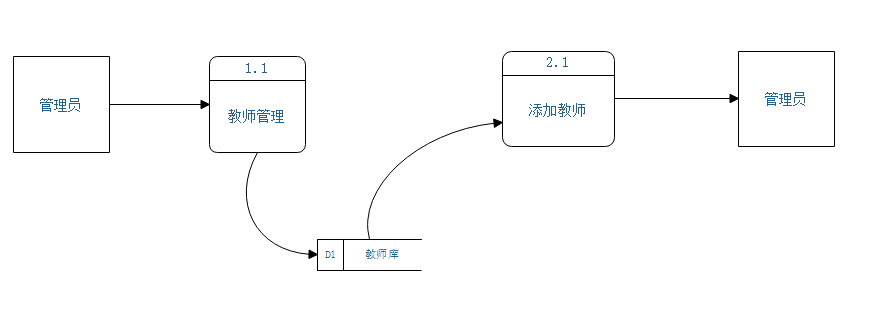 管理员
1.1
教师管理
2.1
添加教师
管理员
D1
教师库